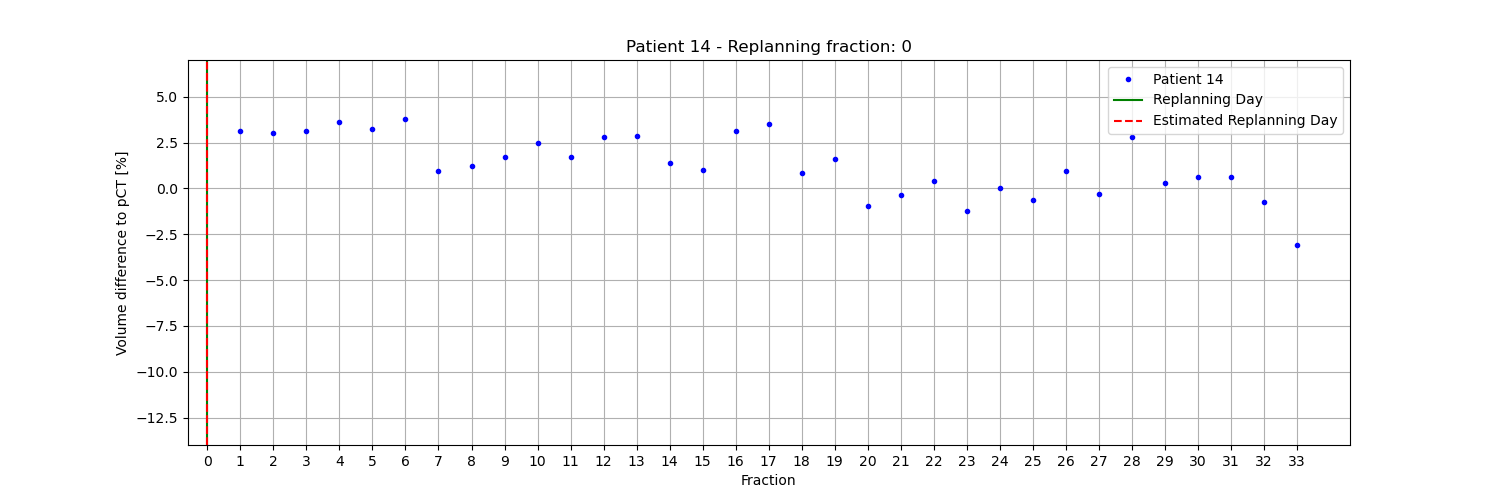 Patient 14 - Replanning fraction: 0
Patient 14
Replanning Day
Estimated Replanning Day
Volume difference to pCT [%]
5.0
2.5
0.0
−2.5
−5.0
−7.5
−10.0
−12.5
0 1 2 3 4 5 6 7 8 9 10 11 12 13 14 15 16 17 18 19 20 21 22 23 24 25 26 27 28 29 30 31 32 33
Fraction